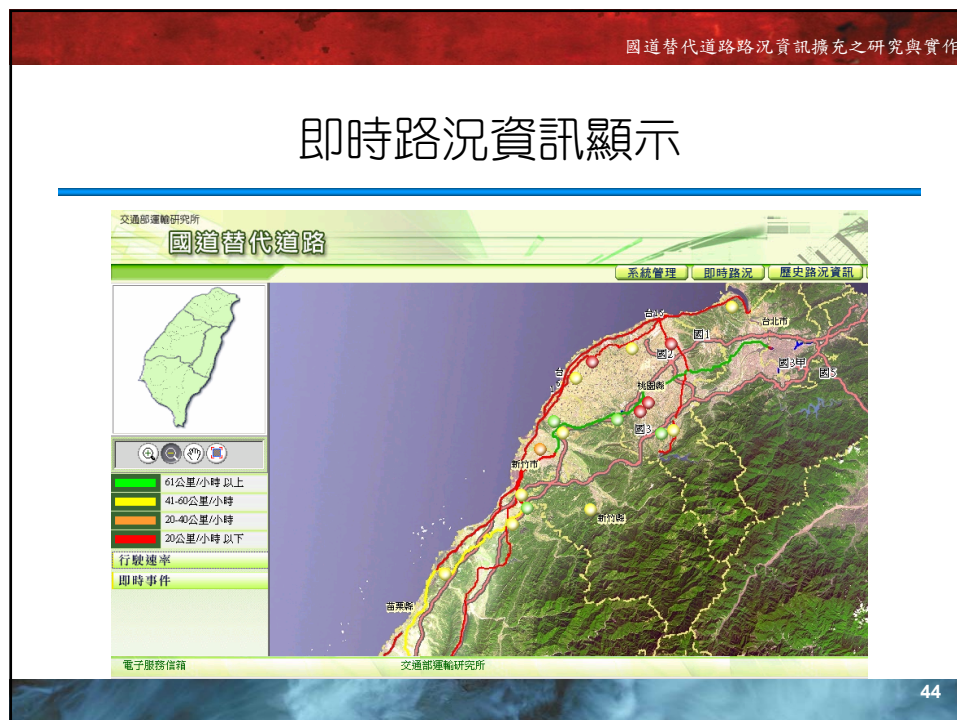 國道替代道路路況資訊擴充之研究與實作
即時路況資訊顯示
交通部運輸研究所
國道替代道路
系統管理
即時路況
歷史路況資訊
台北市
國1
國2
國3甲
國5
桃園縣
國3
新竹市
新竹縣
苗栗縣
61公里/小時 以上
41-60公里/小時
20-40公里/小時
20公里/小時 以下
行駛速率
即時事件
電子服務信箱
交通部運輸研究所
44